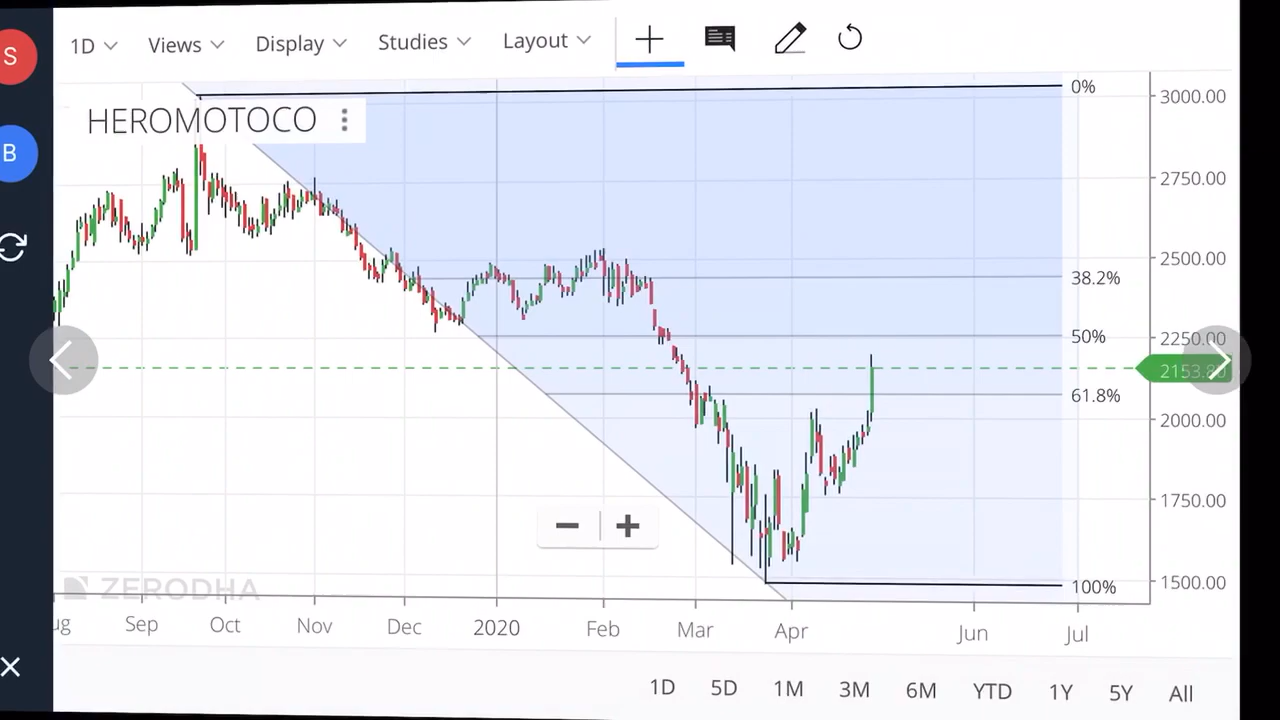 S
B
1D Views Display Studies Layout
HEROMOTOCO
0%
38.2%
50%
61.8%
100%
3000.00
2750.00
2500.00
2250.00
2153.80
2000.00
1750.00
1500.00
ZERODHA
ug Sep Oct Nov Dec 2020 Feb Mar Apr Jun Jul
1D 5D 1M 3M 6M YTD 1Y 5Y All